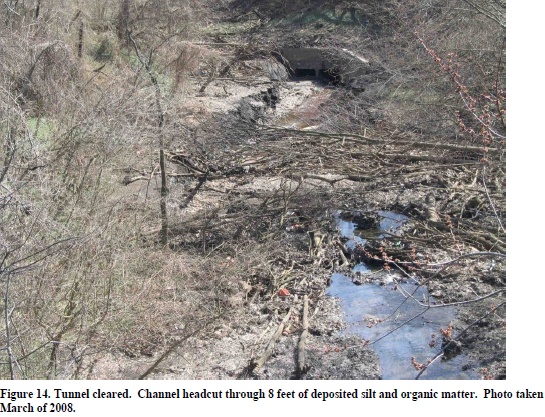 Figure 14. Tunnel cleared.  Channel headcut through 8 feet of deposited silt and organic matter.  Photo taken
March of 2008.